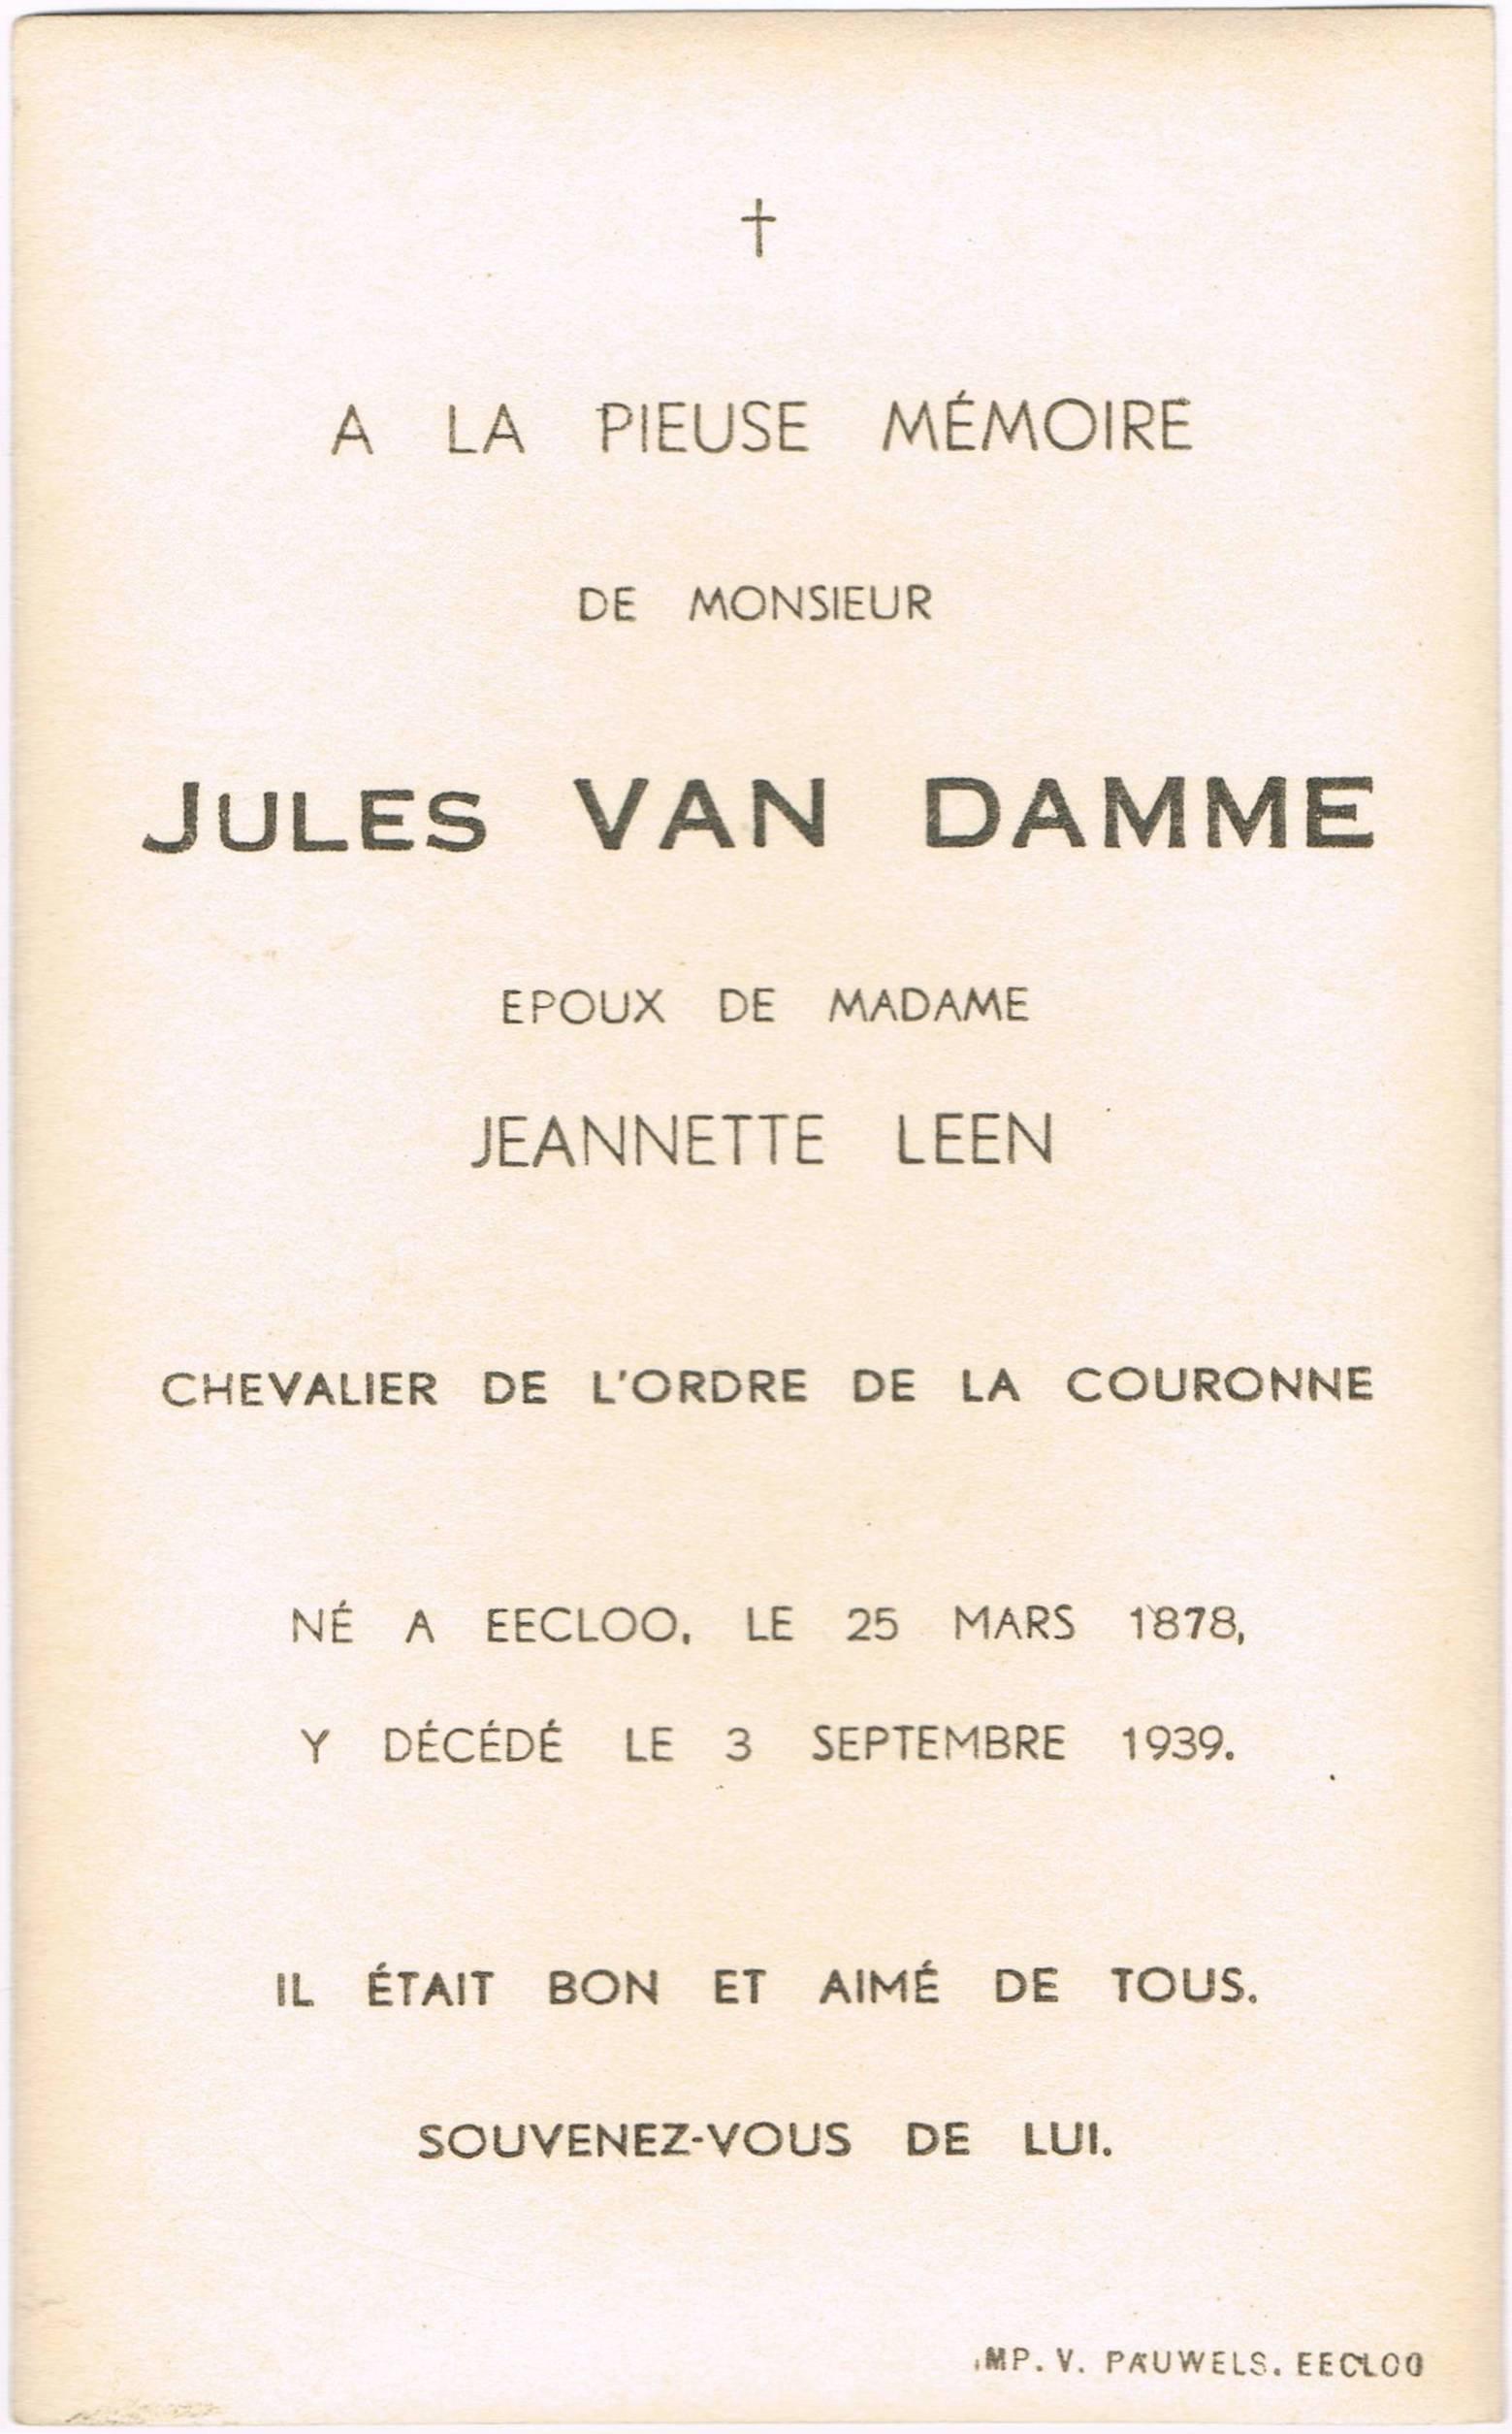 †
A LA PIEUSE MÉMOIRE
DE MONSIEUR
JULES VAN DAMME
EPOUX DE MADAME
JEANNETTE LEEN
CHEVALIER DE L'ORDRE DE LA COURONNE
NÉ A EECLOO, LE 25 MARS 1878,
Y DÉCÉDÉ LE 3 SEPTEMBRE 1939.
IL ÉTAIT BON ET AIMÉ DE TOUS.
SOUVENEZ-VOUS DE LUI.
IMP. V. PAUWELS. EECLOO